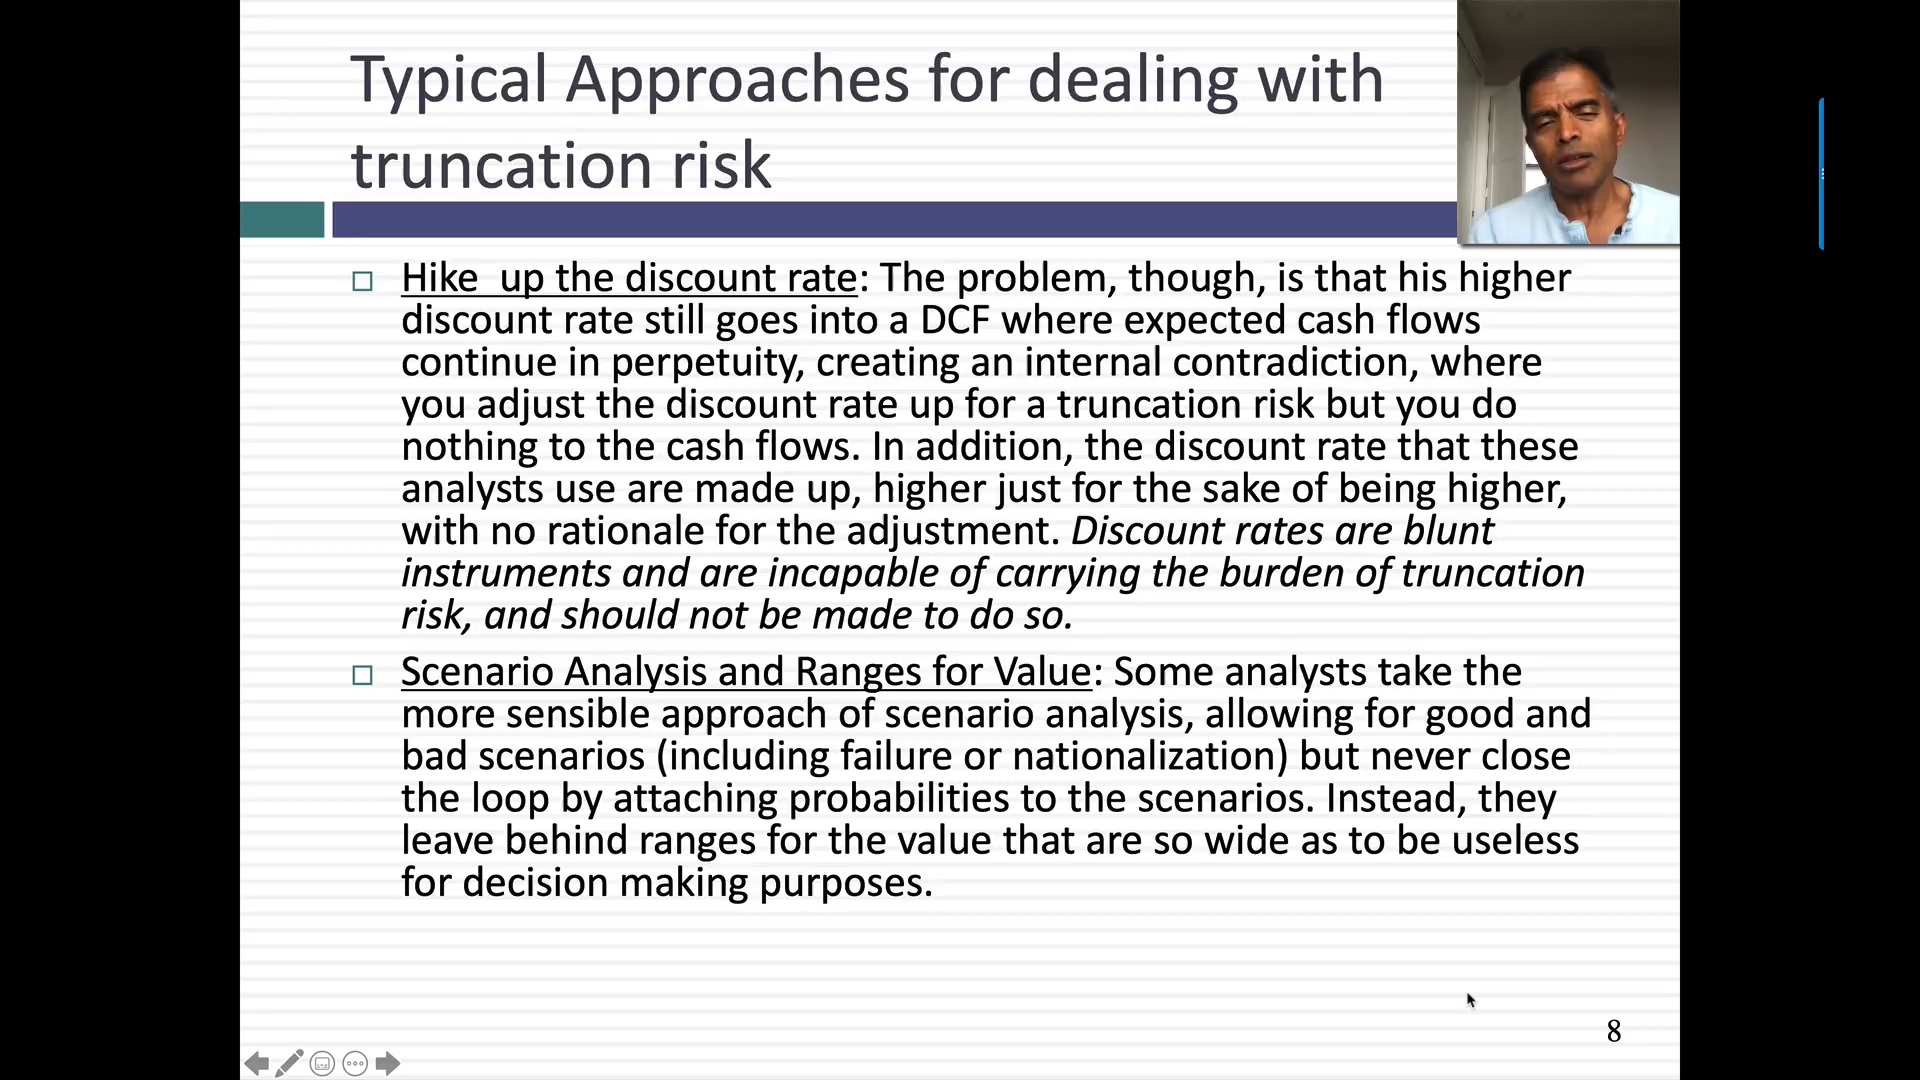 Typical Approaches for dealing with
truncation risk
Hike  up the discount rate: The problem, though, is that his higher
discount rate still goes into a DCF where expected cash flows
continue in perpetuity, creating an internal contradiction, where
you adjust the discount rate up for a truncation risk but you do
nothing to the cash flows. In addition, the discount rate that these
analysts use are made up, higher just for the sake of being higher,
with no rationale for the adjustment. Discount rates are blunt
instruments and are incapable of carrying the burden of truncation
risk, and should not be made to do so.
Scenario Analysis and Ranges for Value: Some analysts take the
more sensible approach of scenario analysis, allowing for good and
bad scenarios (including failure or nationalization) but never close
the loop by attaching probabilities to the scenarios. Instead, they
leave behind ranges for the value that are so wide as to be useless
for decision making purposes.
8